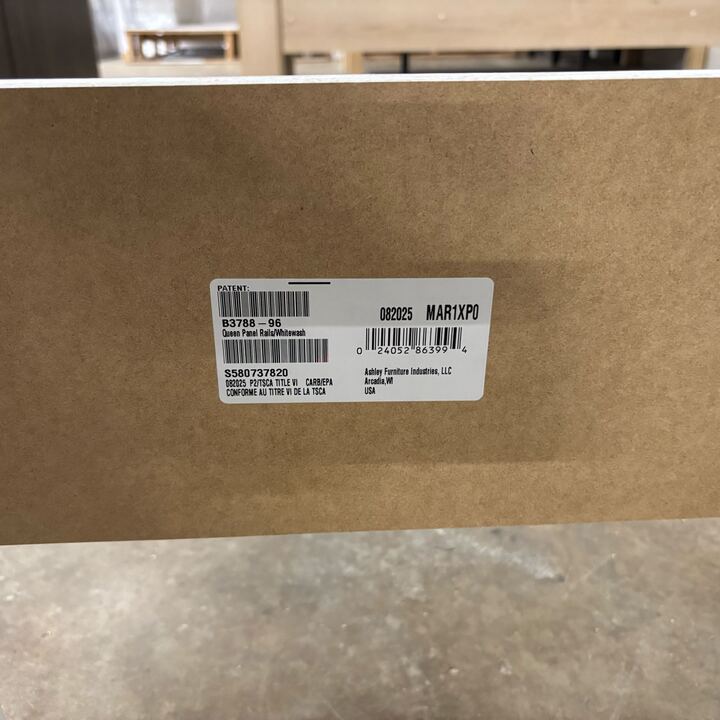 PATENT:
B3788-96
Queen Panel Rails/Whitewash
S580737820
082025 P2/TSCA TITLE VI CARB/EPA
CONFORME AU TITRE VI DE LA TSCA
082025 MAR1XP0
0 24052 86399 4
Ashley Furniture Industries, LLC
Arcadia,WI
USA